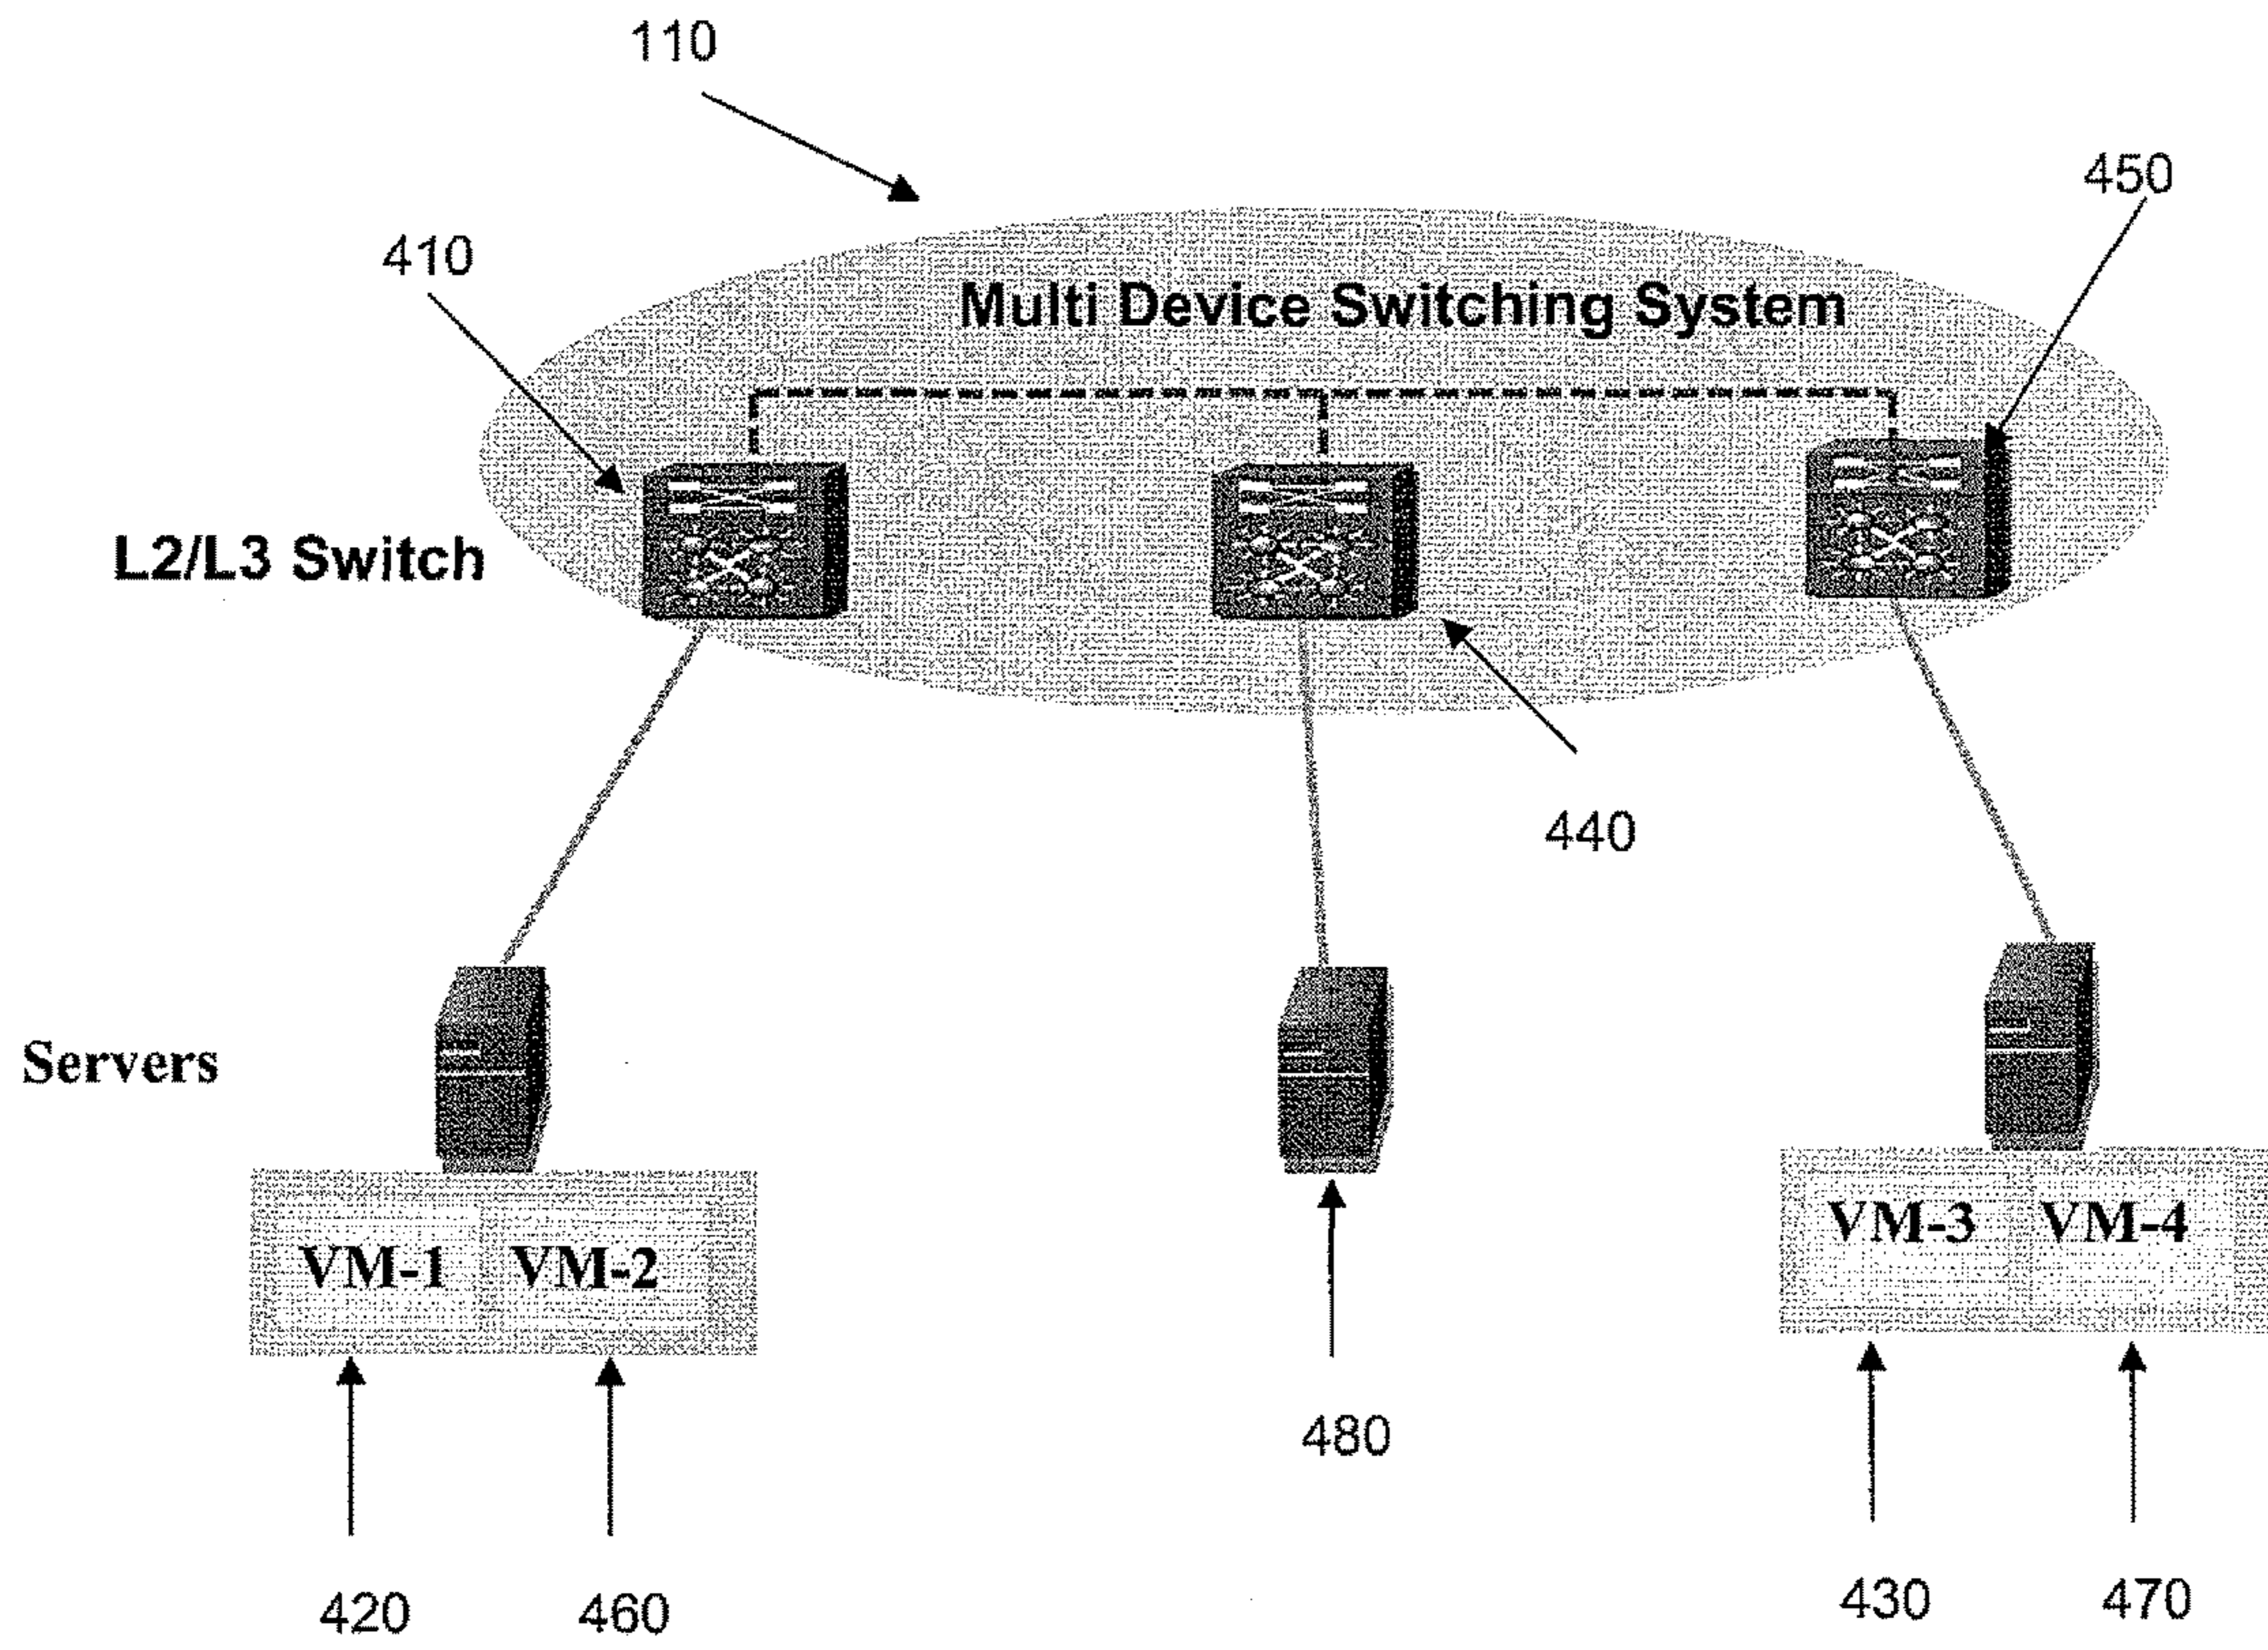 110
450
410
Multi Device Switching System
L2/L3 Switch
440
Servers
VM-3 VM-4
VM-1 VM-2
480
420 460 430 470